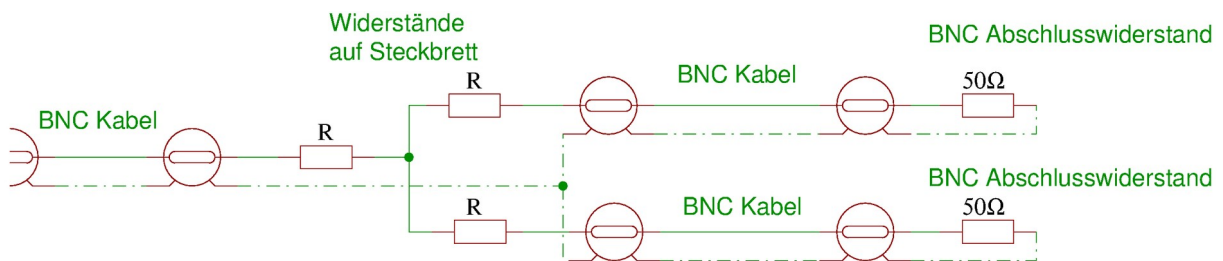 Widerstände
auf Steckbrett
BNC Abschlusswiderstand
BNC Kabel
R
50Ω
BNC Kabel
R
BNC Abschlusswiderstand
BNC Kabel
R
50Ω